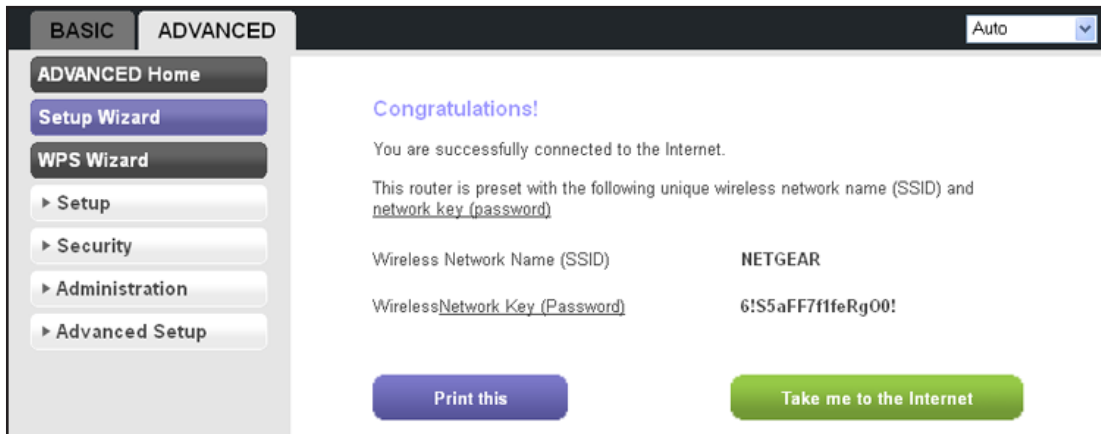 BASIC
ADVANCED
Auto
ADVANCED Home
Setup Wizard
WPS Wizard
Setup
Security
Administration
Advanced Setup
Congratulations!
You are successfully connected to the Internet.
This router is preset with the following unique wireless network name (SSID) and
network key (password)
Wireless Network Name (SSID) NETGEAR
WirelessNetwork Key (Password) 6!S5aFF7f1feRgO0!
Print this
Take me to the Internet